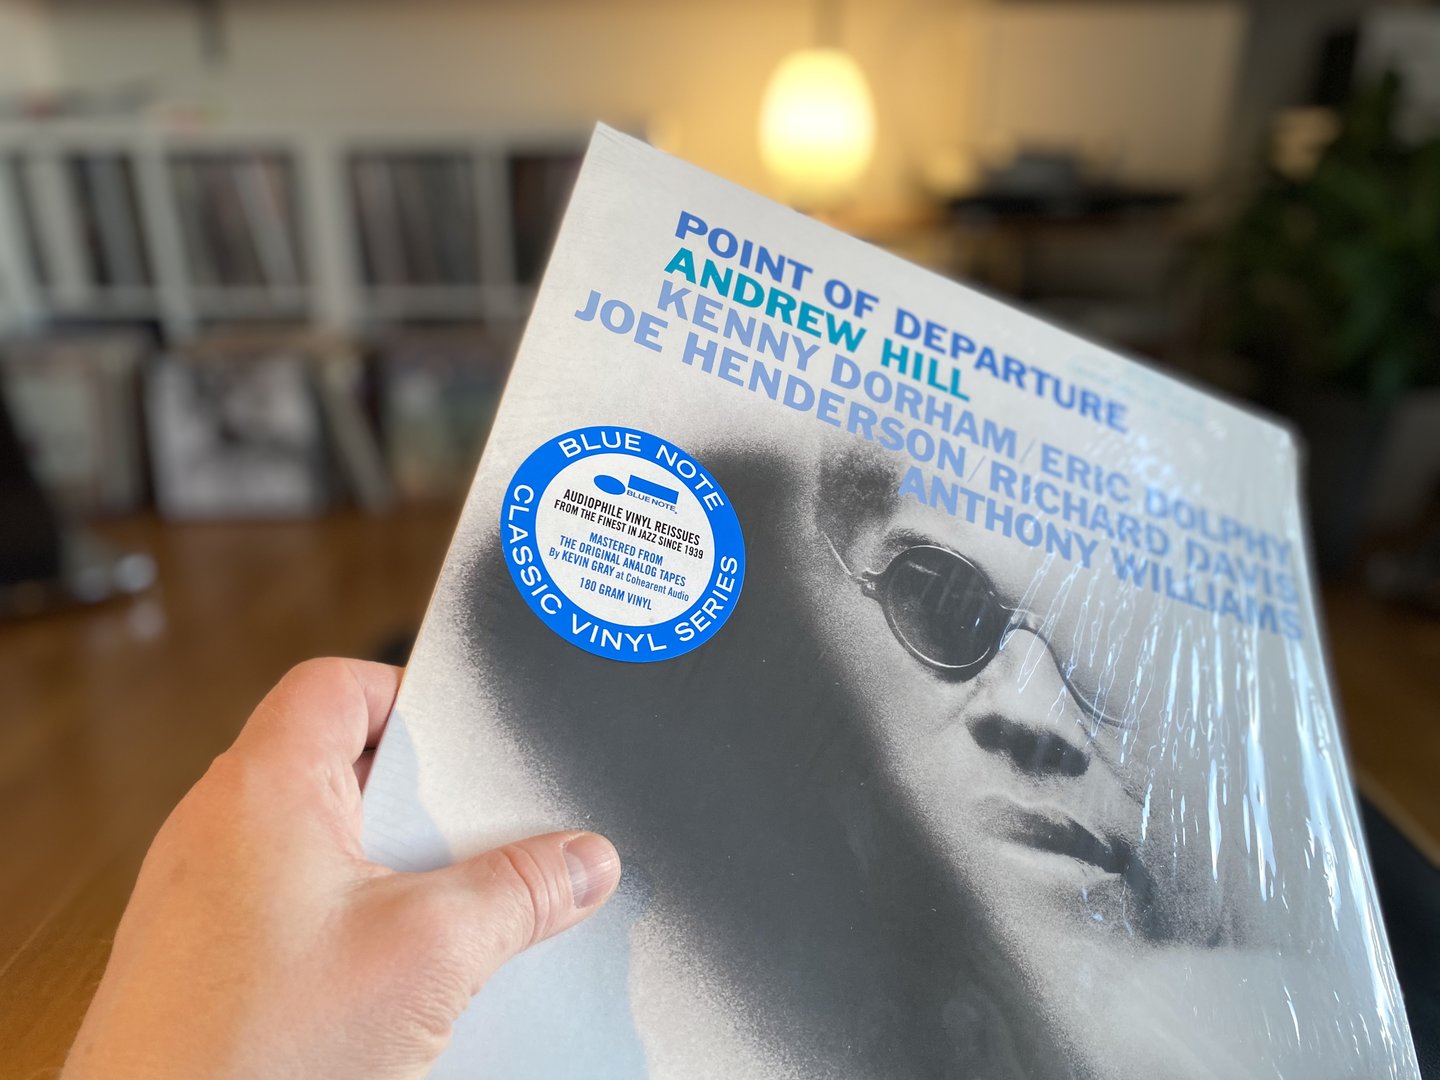 POINT OF DEPARTURE
ANDREW HILL
KENNY DORHAM/ERIC DOLPHY
JOE HENDERSON/RICHARD DAVIS
ANTHONY WILLIAMS
BLUE NOTE
BLUE NOTE
AUDIOPHILE VINYL REISSUES
FROM THE FINEST IN JAZZ SINCE 1939
MASTERED FROM
THE ORIGINAL ANALOG TAPES
By KEVIN GRAY at Cohearent Audio
180 GRAM VINYL
CLASSIC VINYL SERIES